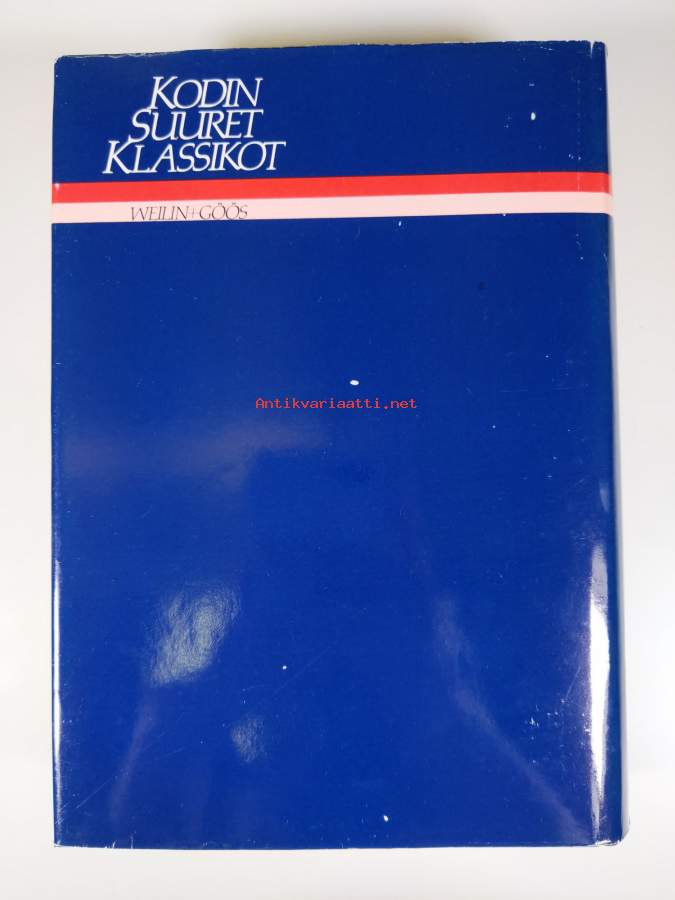 KODIN
SUURET
KLASSIKOT
WEILIN+GÖÖS
Antikvariaatti.net